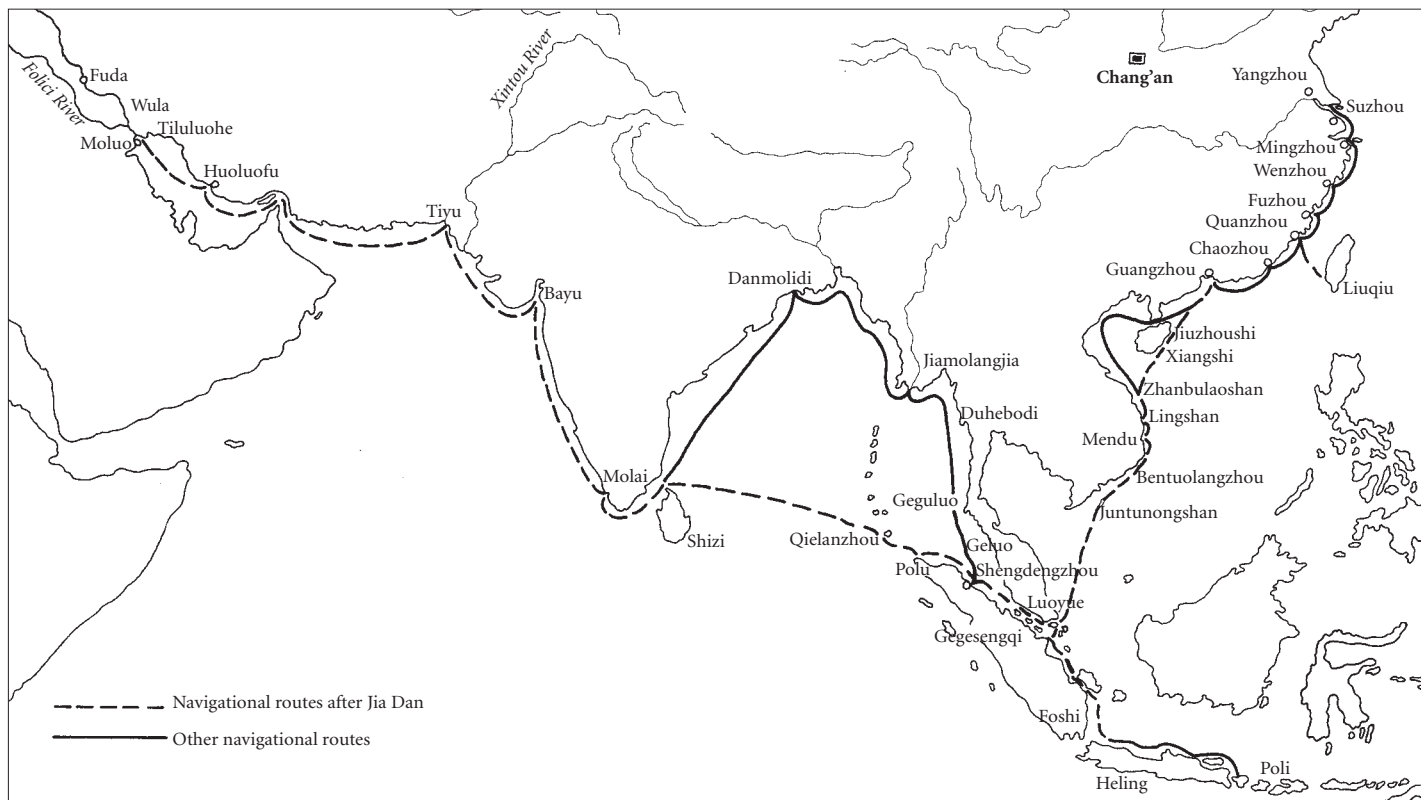 Chang'an
Yangzhou
Suzhou
Mingzhou
Wenzhou
Fuzhou
Quanzhou
Chaozhou
Guangzhou
Liuqiu
Folici River
Fuda
Wula
Tiluluohe
Moluo
Huoluofu
Xintou River
Tiyu
Bayu
Danmolidi
Jiamolangjia
Duhebodi
Jiuzhoushi
Xiangshi
Zhanbulaoshan
Lingshan
Mendu
Bentuolangzhou
Juntunongshan
Molai
Shizi
Qielanzhou
Geguluo
Geluo
Polu
Shengdengzhou
Luoyue
Gegesengqi
Foshi
Heling
Poli
Navigational routes after Jia Dan
Other navigational routes